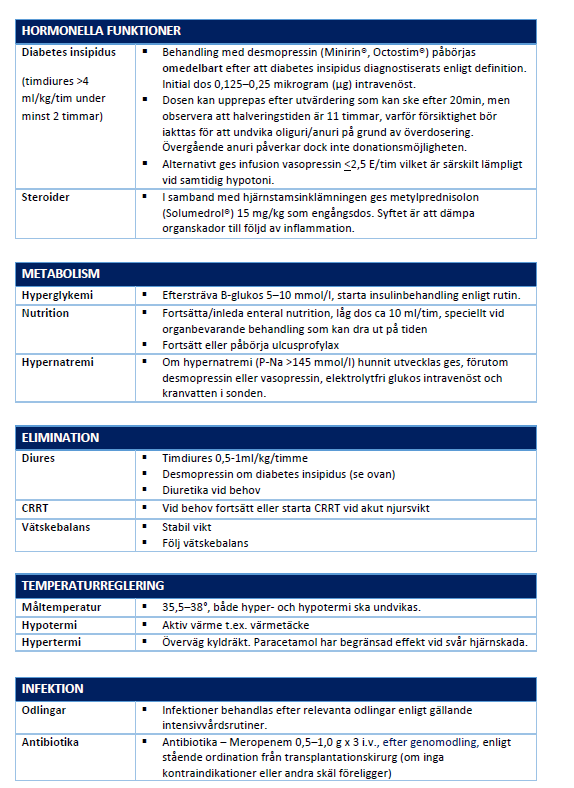 HORMONELLA FUNKTIONER
Diabetes insipidus
(timdiures >4
ml/kg/tim under
minst 2 timmar)
▪ Behandling med desmopressin (Minirin®, Octostim®) påbörjas
omedelbart efter att diabetes insipidus diagnostiserats enligt definition.
Initial dos 0,125–0,25 mikrogram (µg) intravenöst.
▪ Dosen kan upprepas efter utvärdering som kan ske efter 20min, men
observera att halveringstiden är 11 timmar, varför försiktighet bör
iakttas för att undvika oliguri/anuri på grund av överdosering.
Övergående anuri påverkar dock inte donationsmöjligheten.
▪ Alternativt ges infusion vasopressin <2,5 E/tim vilket är särskilt lämpligt
vid samtidig hypotoni.
Steroider
▪ I samband med hjärnstamsinklämningen ges metylprednisolon
(Solumedrol®) 15 mg/kg som engångsdos. Syftet är att dämpa
organskador till följd av inflammation.
METABOLISM
Hyperglykemi
▪ Eftersträva B-glukos 5–10 mmol/l, starta insulinbehandling enligt rutin.
Nutrition
▪ Fortsätta/inleda enteral nutrition, låg dos ca 10 ml/tim, speciellt vid
organbevarande behandling som kan dra ut på tiden
▪ Fortsätt eller påbörja ulcusprofylax
Hypernatremi
▪ Om hypernatremi (P-Na >145 mmol/l) hunnit utvecklas ges, förutom
desmopressin eller vasopressin, elektrolytfri glukos intravenöst och
kranvatten i sonden.
ELIMINATION
Diures
▪ Timdiures 0,5-1ml/kg/timme
▪ Desmopressin om diabetes insipidus (se ovan)
▪ Diuretika vid behov
CRRT
▪ Vid behov fortsätt eller starta CRRT vid akut njursvikt
Vätskebalans
▪ Stabil vikt
▪ Följ vätskebalans
TEMPERATURREGLERING
Måltemperatur
▪ 35,5–38°, både hyper- och hypotermi ska undvikas.
Hypotermi
▪ Aktiv värme t.ex. värmetäcke
Hypertermi
▪ Överväg kyldräkt. Paracetamol har begränsad effekt vid svår hjärnskada.
INFEKTION
Odlingar
▪ Infektioner behandlas efter relevanta odlingar enligt gällande
intensivvårdsrutiner.
Antibiotika
▪ Antibiotika – Meropenem 0,5–1,0 g x 3 i.v., efter genomodling, enligt
stående ordination från transplantationskirurg (om inga
kontraindikationer eller andra skäl föreligger)